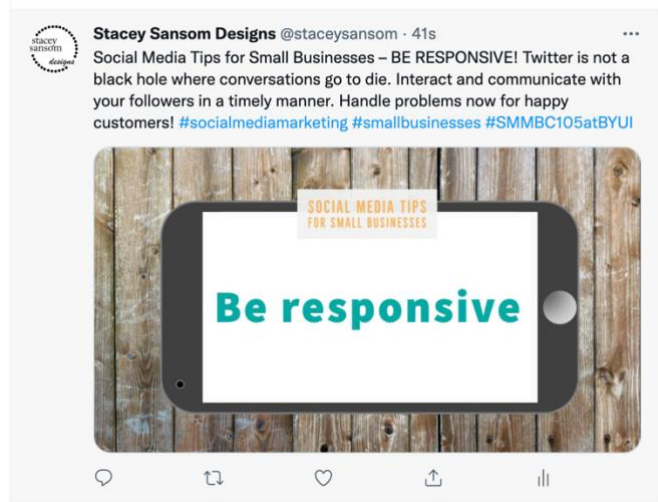 stacey
sansom
designs
Stacey Sansom Designs @staceysansom · 41s
Social Media Tips for Small Businesses – BE RESPONSIVE! Twitter is not a
black hole where conversations go to die. Interact and communicate with
your followers in a timely manner. Handle problems now for happy
customers! #socialmediamarketing #smallbusinesses #SMMBC105atBYUI
SOCIAL MEDIA TIPS
FOR SMALL BUSINESSES
Be responsive